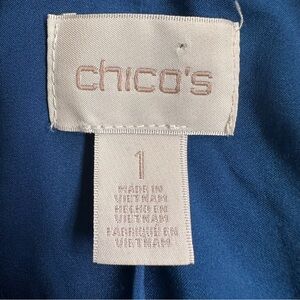 chico's
1
MADE IN
VIETNAM
HECHO EN
VIETNAM
FABRIQUÉ EN
VIETNAM